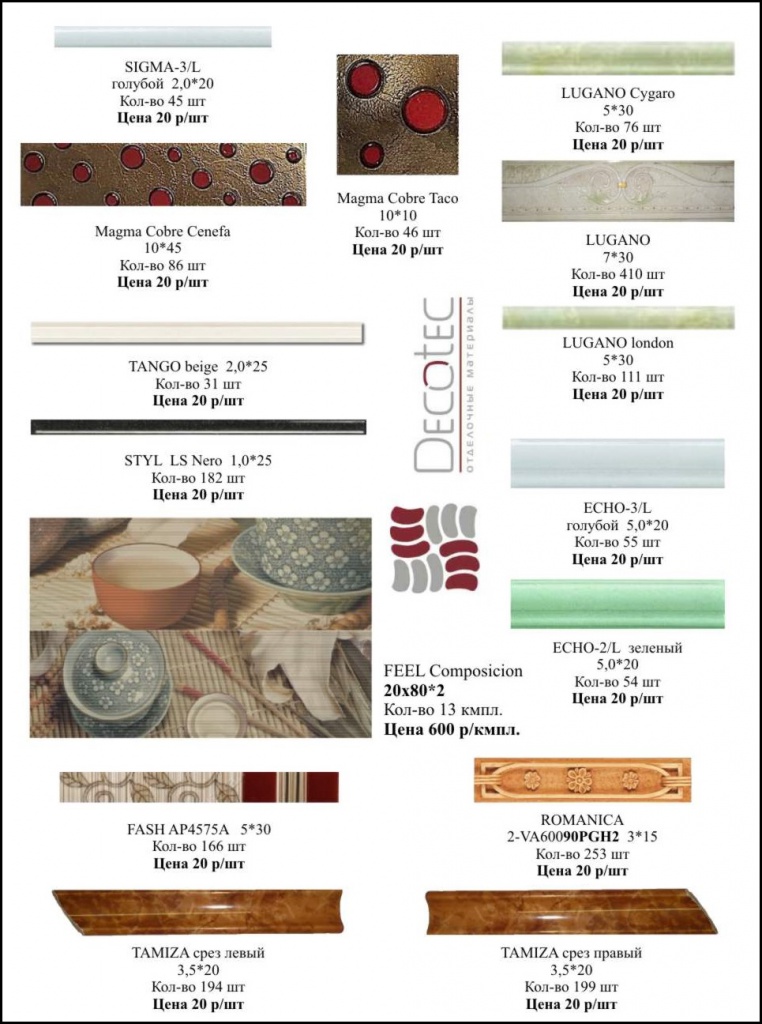 SIGMA-3/L
голубой 2,0*20
Кол-во 45 шт
Цена 20 р/шт
Magma Cobre Cenefa
10*45
Кол-во 86 шт
Цена 20 р/шт
Magma Cobre Taco
10*10
Кол-во 46 шт
Цена 20 р/шт
LUGANO Cygaro
5*30
Кол-во 76 шт
Цена 20 р/шт
LUGANO
7*30
Кол-во 410 шт
Цена 20 р/шт
TANGO beige 2,0*25
Кол-во 31 шт
Цена 20 р/шт
STYL LS Nero 1,0*25
Кол-во 182 шт
Цена 20 р/шт
Decotec
отделочные материалы
LUGANO london
5*30
Кол-во 111 шт
Цена 20 р/шт
ECHO-3/L
голубой 5,0*20
Кол-во 55 шт
Цена 20 р/шт
ECHO-2/L зеленый
5,0*20
Кол-во 54 шт
Цена 20 р/шт
FEEL Composicion
20x80*2
Кол-во 13 кмпл.
Цена 600 р/кмпл.
FASH AP4575A 5*30
Кол-во 166 шт
Цена 20 р/шт
ROMANICA
2-VA60090PGH2 3*15
Кол-во 253 шт
Цена 20 р/шт
TAMIZA срез левый
3,5*20
Кол-во 194 шт
Цена 20 р/шт
TAMIZA срез правый
3,5*20
Кол-во 199 шт
Цена 20 р/шт